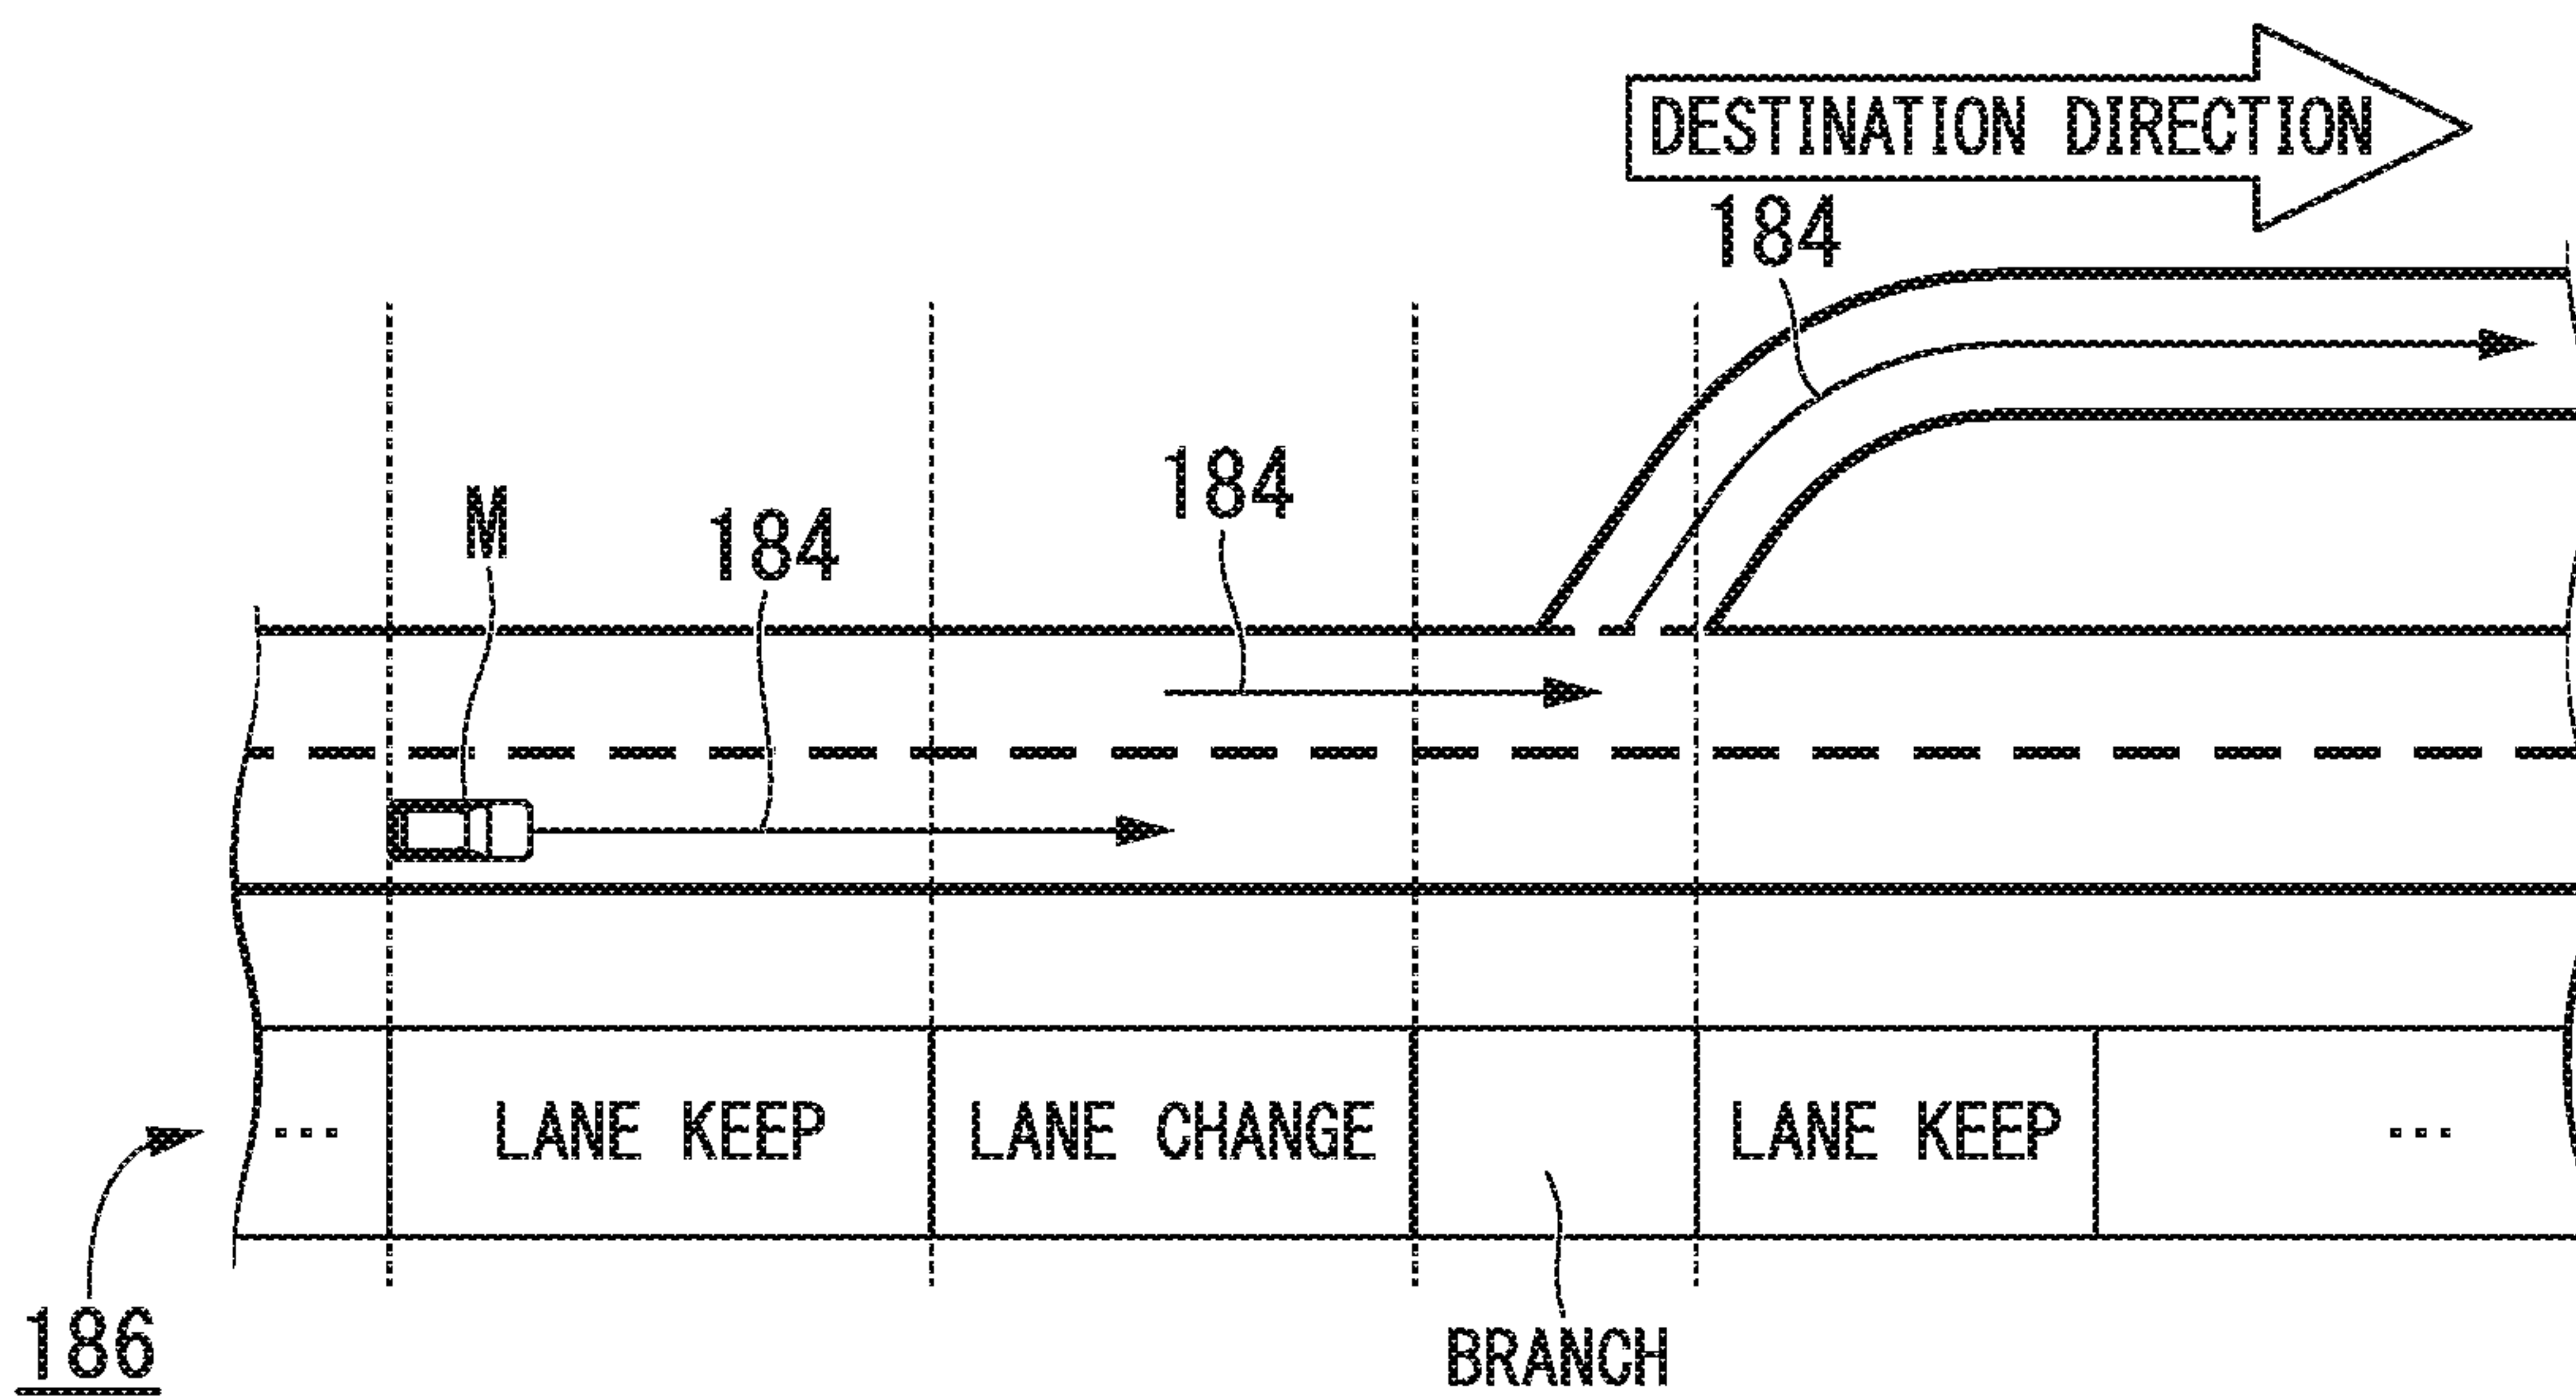 DESTINATION DIRECTION
184
184
M
184
... LANE KEEP LANE CHANGE LANE KEEP ...
186
BRANCH